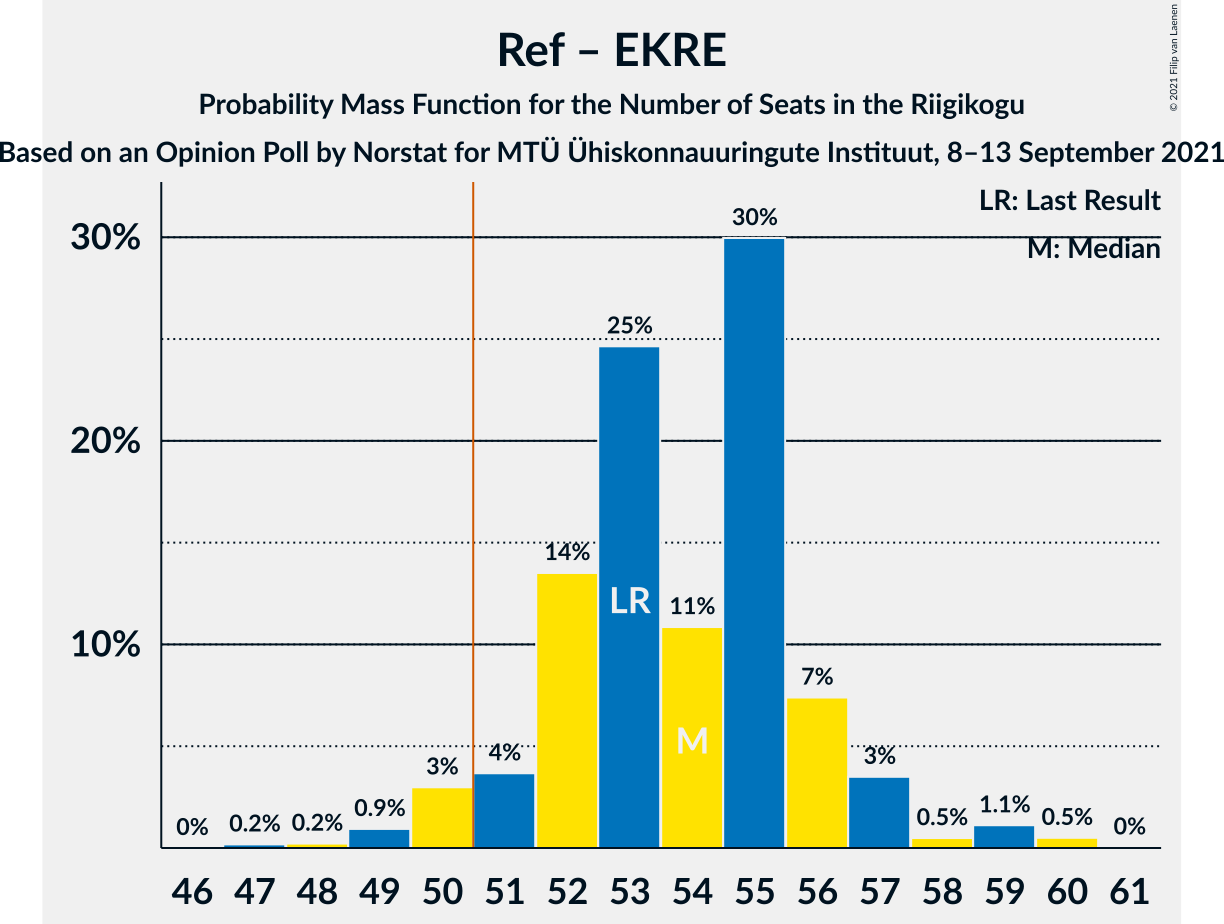 Ref – EKRE
Probability Mass Function for the Number of Seats in the Riigikogu
Based on an Opinion Poll by Norstat for MTÜ Ühiskonnauuringute Instituut, 8–13 September 2021
© 2021 Filip van Laenen
LR: Last Result
M: Median
30%
20%
10%
0%
0.2%
0.2%
0.9%
3%
4%
14%
25%
11%
30%
7%
3%
0.5%
1.1%
0.5%
0%
LR
M
46 47 48 49 50 51 52 53 54 55 56 57 58 59 60 61